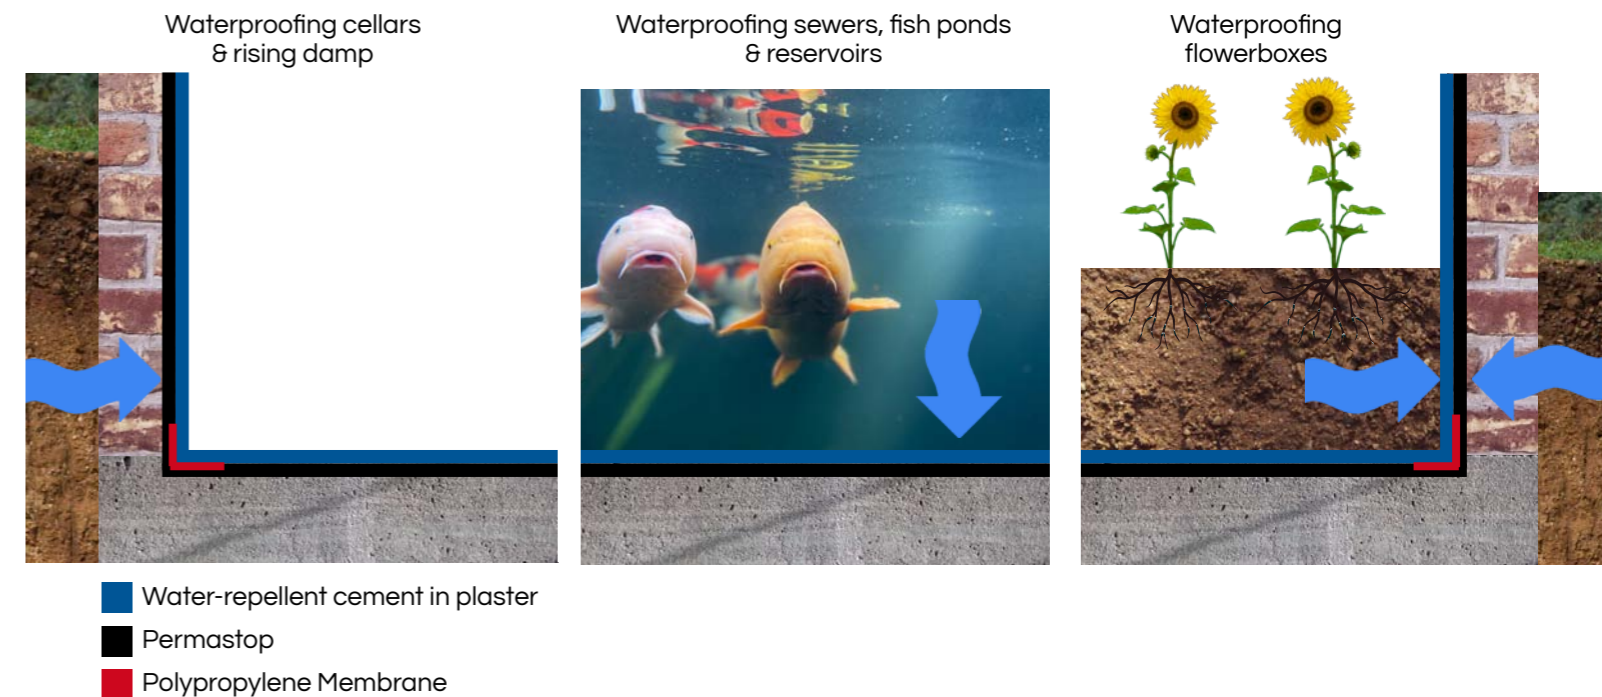 Waterproofing cellars
& rising damp
Waterproofing sewers, fish ponds
& reservoirs
Waterproofing
flowerboxes
Water-repellent cement in plaster
Permastop
Polypropylene Membrane